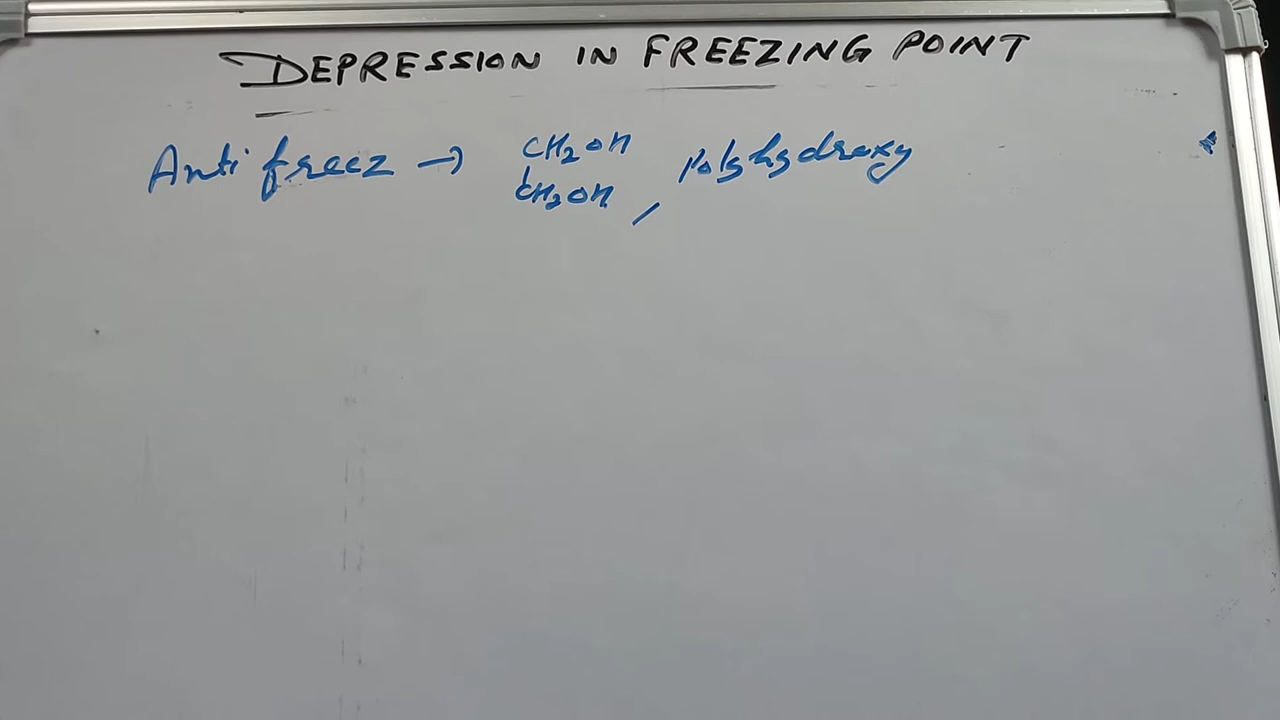 DEPRESSION IN FREEZING POINT
Anti freez → CH2OH
CH2OH , Polyhydroxy